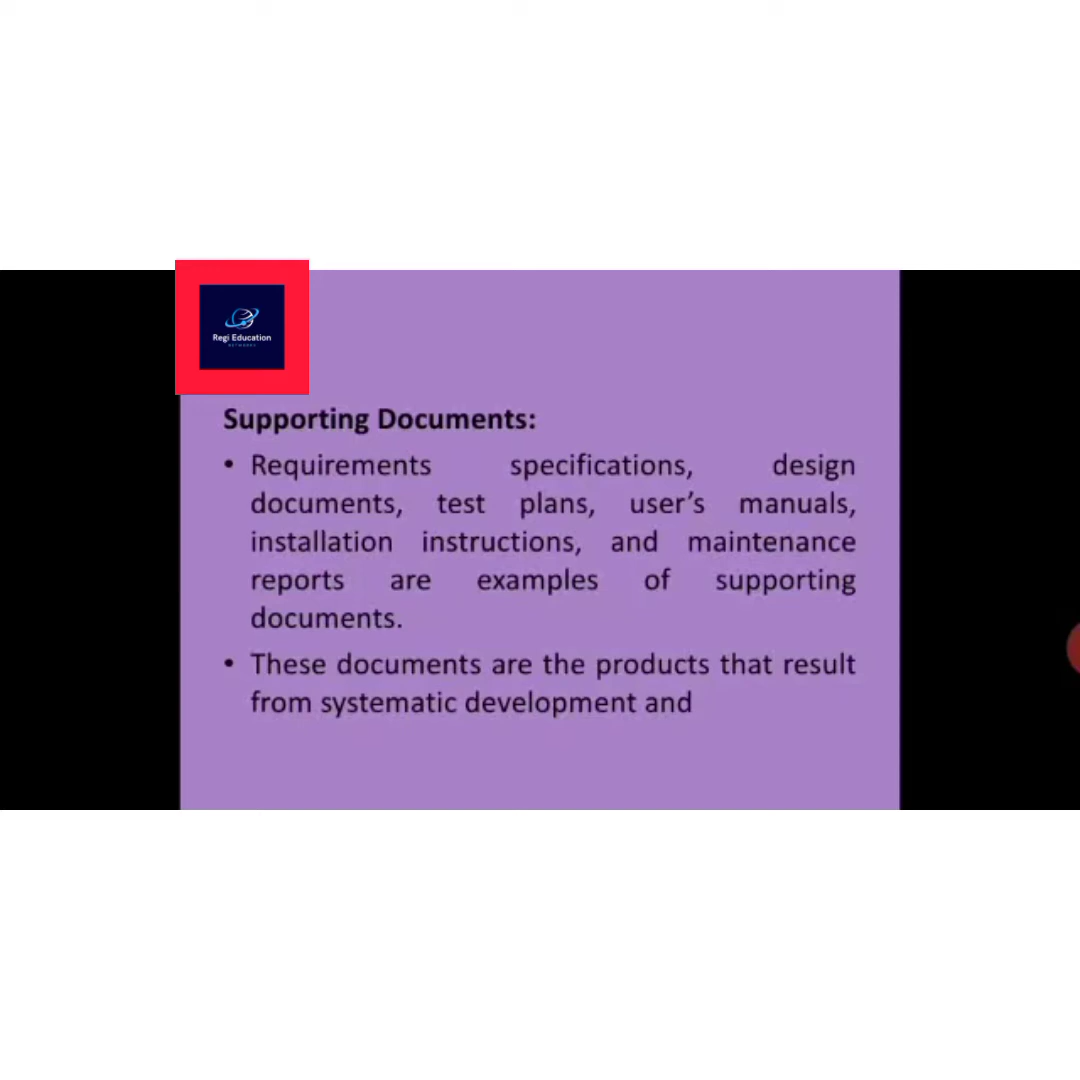 Regi Education
NETWORKS
Supporting Documents:
• Requirements specifications, design
documents, test plans, user’s manuals,
installation instructions, and maintenance
reports are examples of supporting
documents.
• These documents are the products that result
from systematic development and